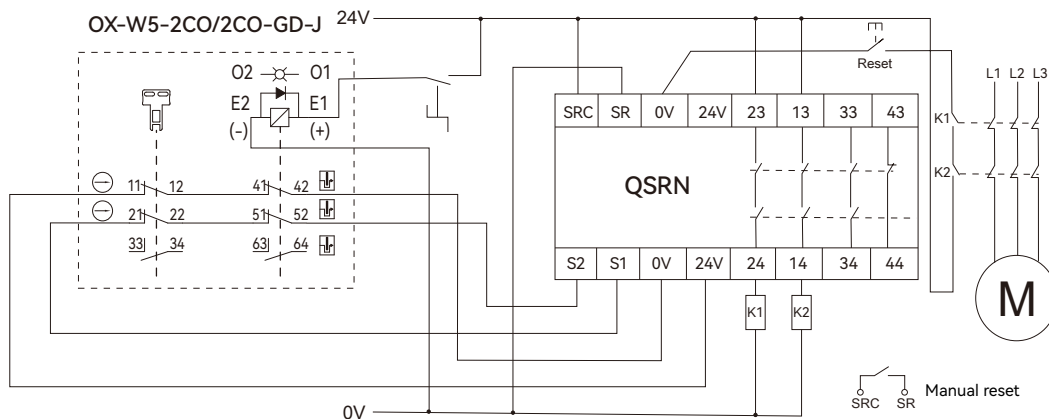 OX-W5-2CO/2CO-GD-J
24V
O2 O1
E2 E1
(-) (+)
Reset
L1 L2 L3
SRC SR 0V 24V 23 13 33 43
K1
K2
QSRN
11 12 41 42
21 22 51 52
33 34 63 64
S2 S1 0V 24V 24 14 34 44
K1 K2
M
SRC SR Manual reset
0V